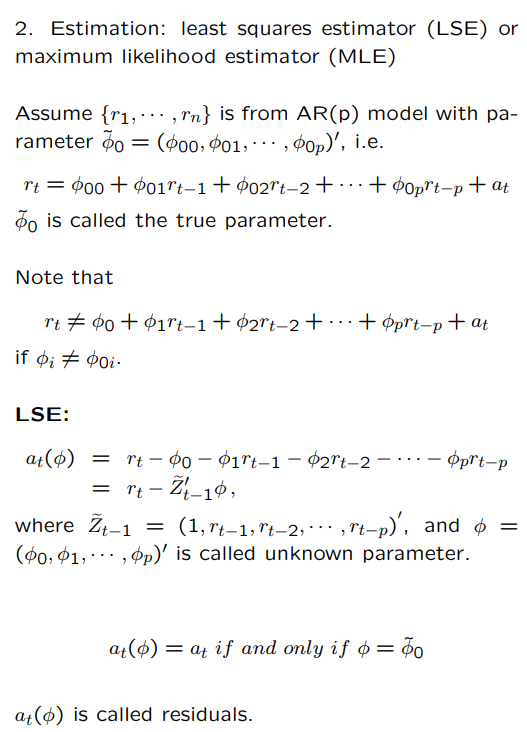 2. Estimation: least squares estimator (LSE) or
maximum likelihood estimator (MLE)
Assume {r₁, ⋯ , rₙ} is from AR(p) model with pa-
rameter ϕ̃₀ = (ϕ₀₀, ϕ₀₁, ⋯ , ϕ₀ₚ)′, i.e.
rₜ = ϕ₀₀ + ϕ₀₁rₜ₋₁ + ϕ₀₂rₜ₋₂ + ⋯ + ϕ₀ₚrₜ₋ₚ + aₜ
ϕ̃₀ is called the true parameter.
Note that
rₜ ≠ ϕ₀ + ϕ₁rₜ₋₁ + ϕ₂rₜ₋₂ + ⋯ + ϕₚrₜ₋ₚ + aₜ
if ϕᵢ ≠ ϕ₀ᵢ.
LSE:
aₜ(ϕ) = rₜ − ϕ₀ − ϕ₁rₜ₋₁ − ϕ₂rₜ₋₂ − ⋯ − ϕₚrₜ₋ₚ
= rₜ − Z̃′ₜ₋₁ϕ,
where Z̃ₜ₋₁ = (1, rₜ₋₁, rₜ₋₂, ⋯ , rₜ₋ₚ)′, and ϕ =
(ϕ₀, ϕ₁, ⋯ , ϕₚ)′ is called unknown parameter.
aₜ(ϕ) = aₜ if and only if ϕ = ϕ̃₀
aₜ(ϕ) is called residuals.